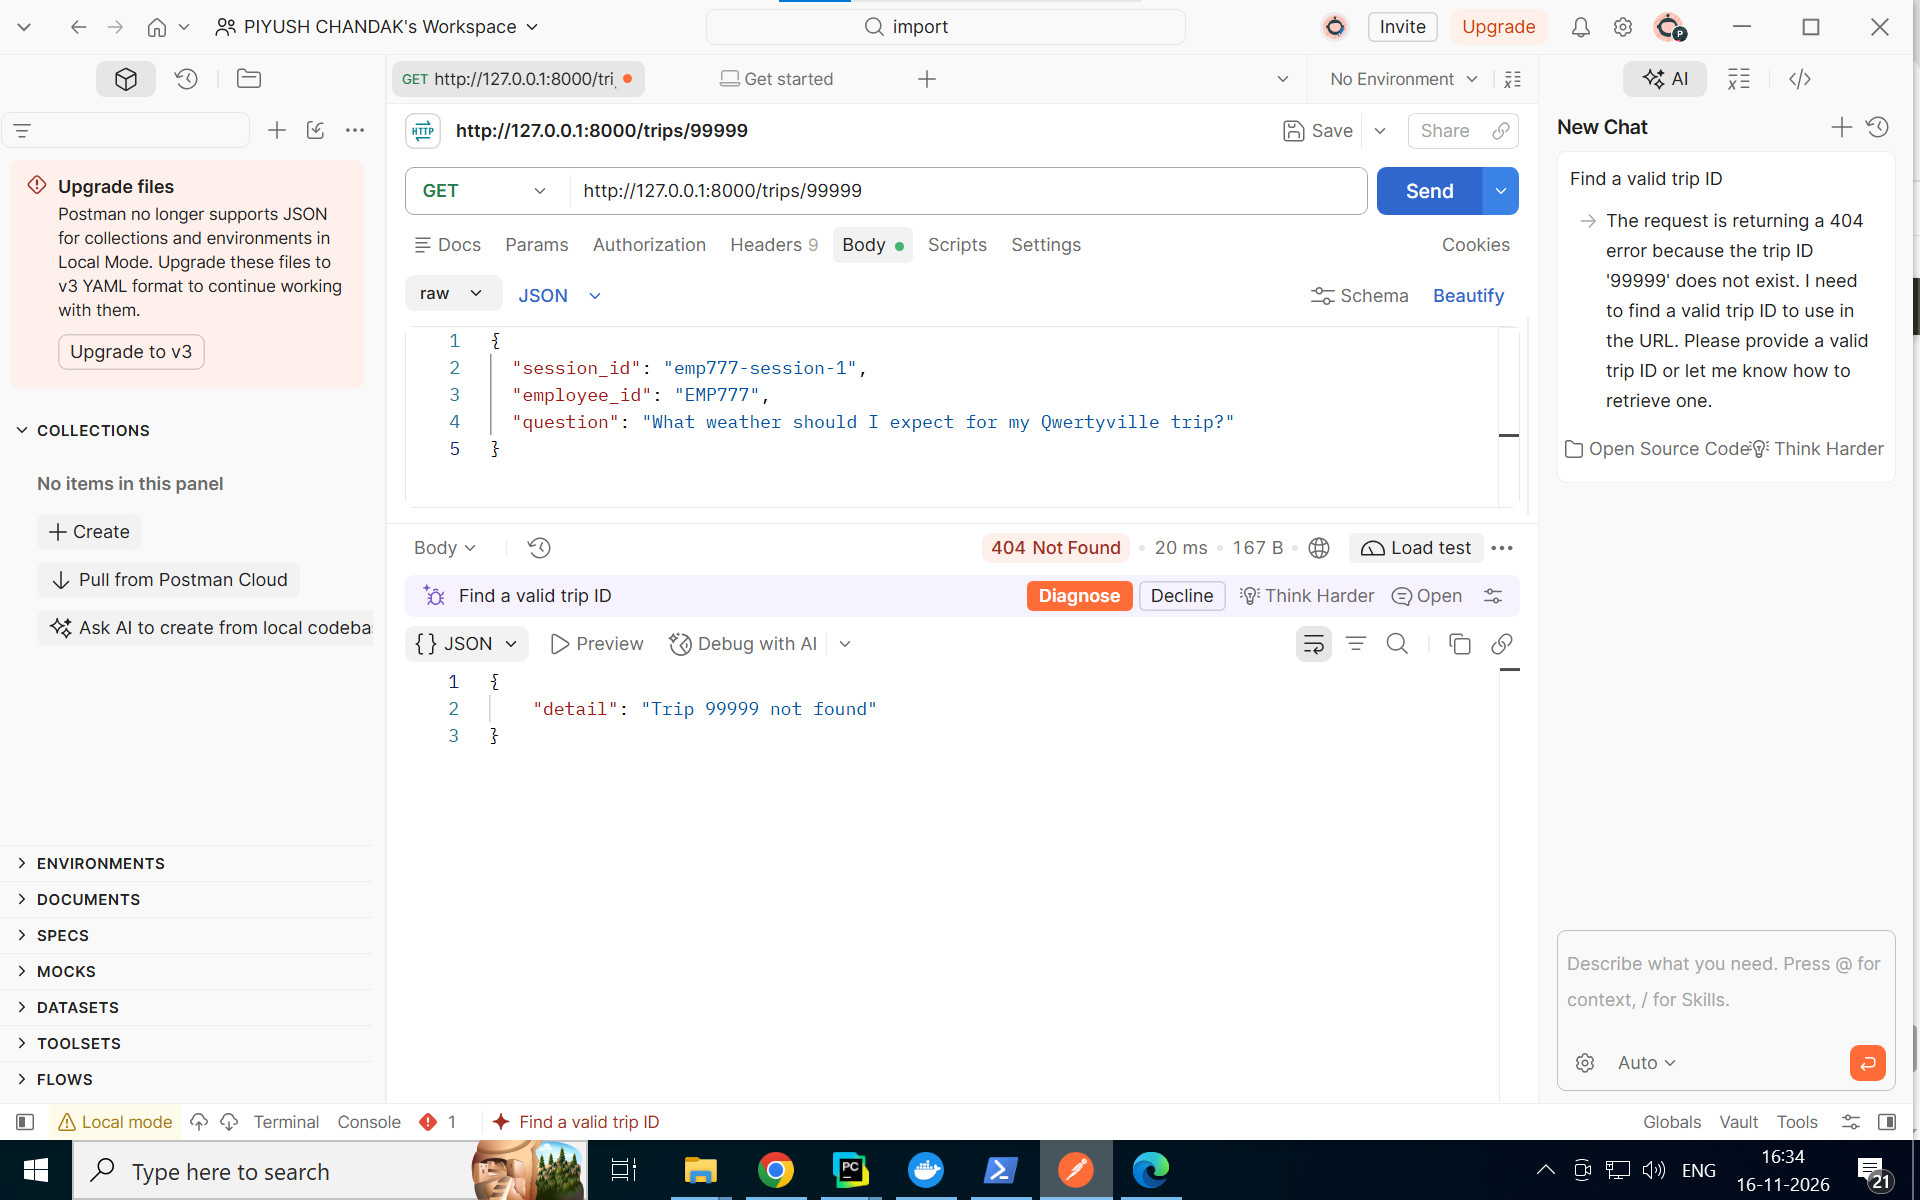 PIYUSH CHANDAK's Workspace
import
Invite
Upgrade
P
GET http://127.0.0.1:8000/tri
Get started
No Environment
AI
HTTP
http://127.0.0.1:8000/trips/99999
Save
Share
New Chat
Upgrade files
Postman no longer supports JSON
for collections and environments in
Local Mode. Upgrade these files to
v3 YAML format to continue working
with them.
Upgrade to v3
GET
http://127.0.0.1:8000/trips/99999
Send
Docs
Params
Authorization
Headers 9
Body
Scripts
Settings
Cookies
raw
JSON
Schema
Beautify
1 {
2 "session_id": "emp777-session-1",
3 "employee_id": "EMP777",
4 "question": "What weather should I expect for my Qwertyville trip?"
5 }
Find a valid trip ID
The request is returning a 404
error because the trip ID
'99999' does not exist. I need
to find a valid trip ID to use in
the URL. Please provide a valid
trip ID or let me know how to
retrieve one.
Open Source Code
Think Harder
COLLECTIONS
No items in this panel
Create
Pull from Postman Cloud
Ask AI to create from local codeba
Body
404 Not Found
20 ms
167 B
Load test
Find a valid trip ID
Diagnose
Decline
Think Harder
Open
{} JSON
Preview
Debug with AI
1 {
2 "detail": "Trip 99999 not found"
3 }
ENVIRONMENTS
DOCUMENTS
SPECS
MOCKS
DATASETS
TOOLSETS
FLOWS
Describe what you need. Press @ for
context, / for Skills.
Auto
Local mode
Terminal
Console
1
Find a valid trip ID
Globals
Vault
Tools
Type here to search
PC
ENG
16:34
16-11-2026
21